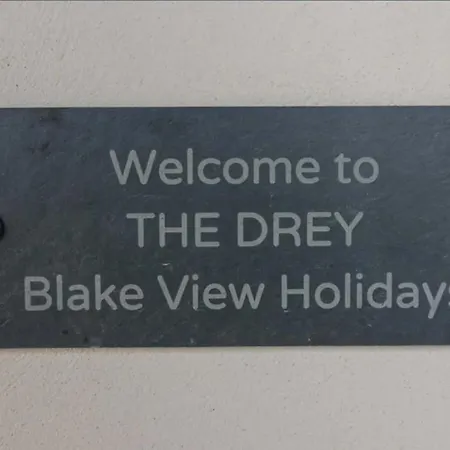 Welcome to
THE DREY
Blake View Holidays